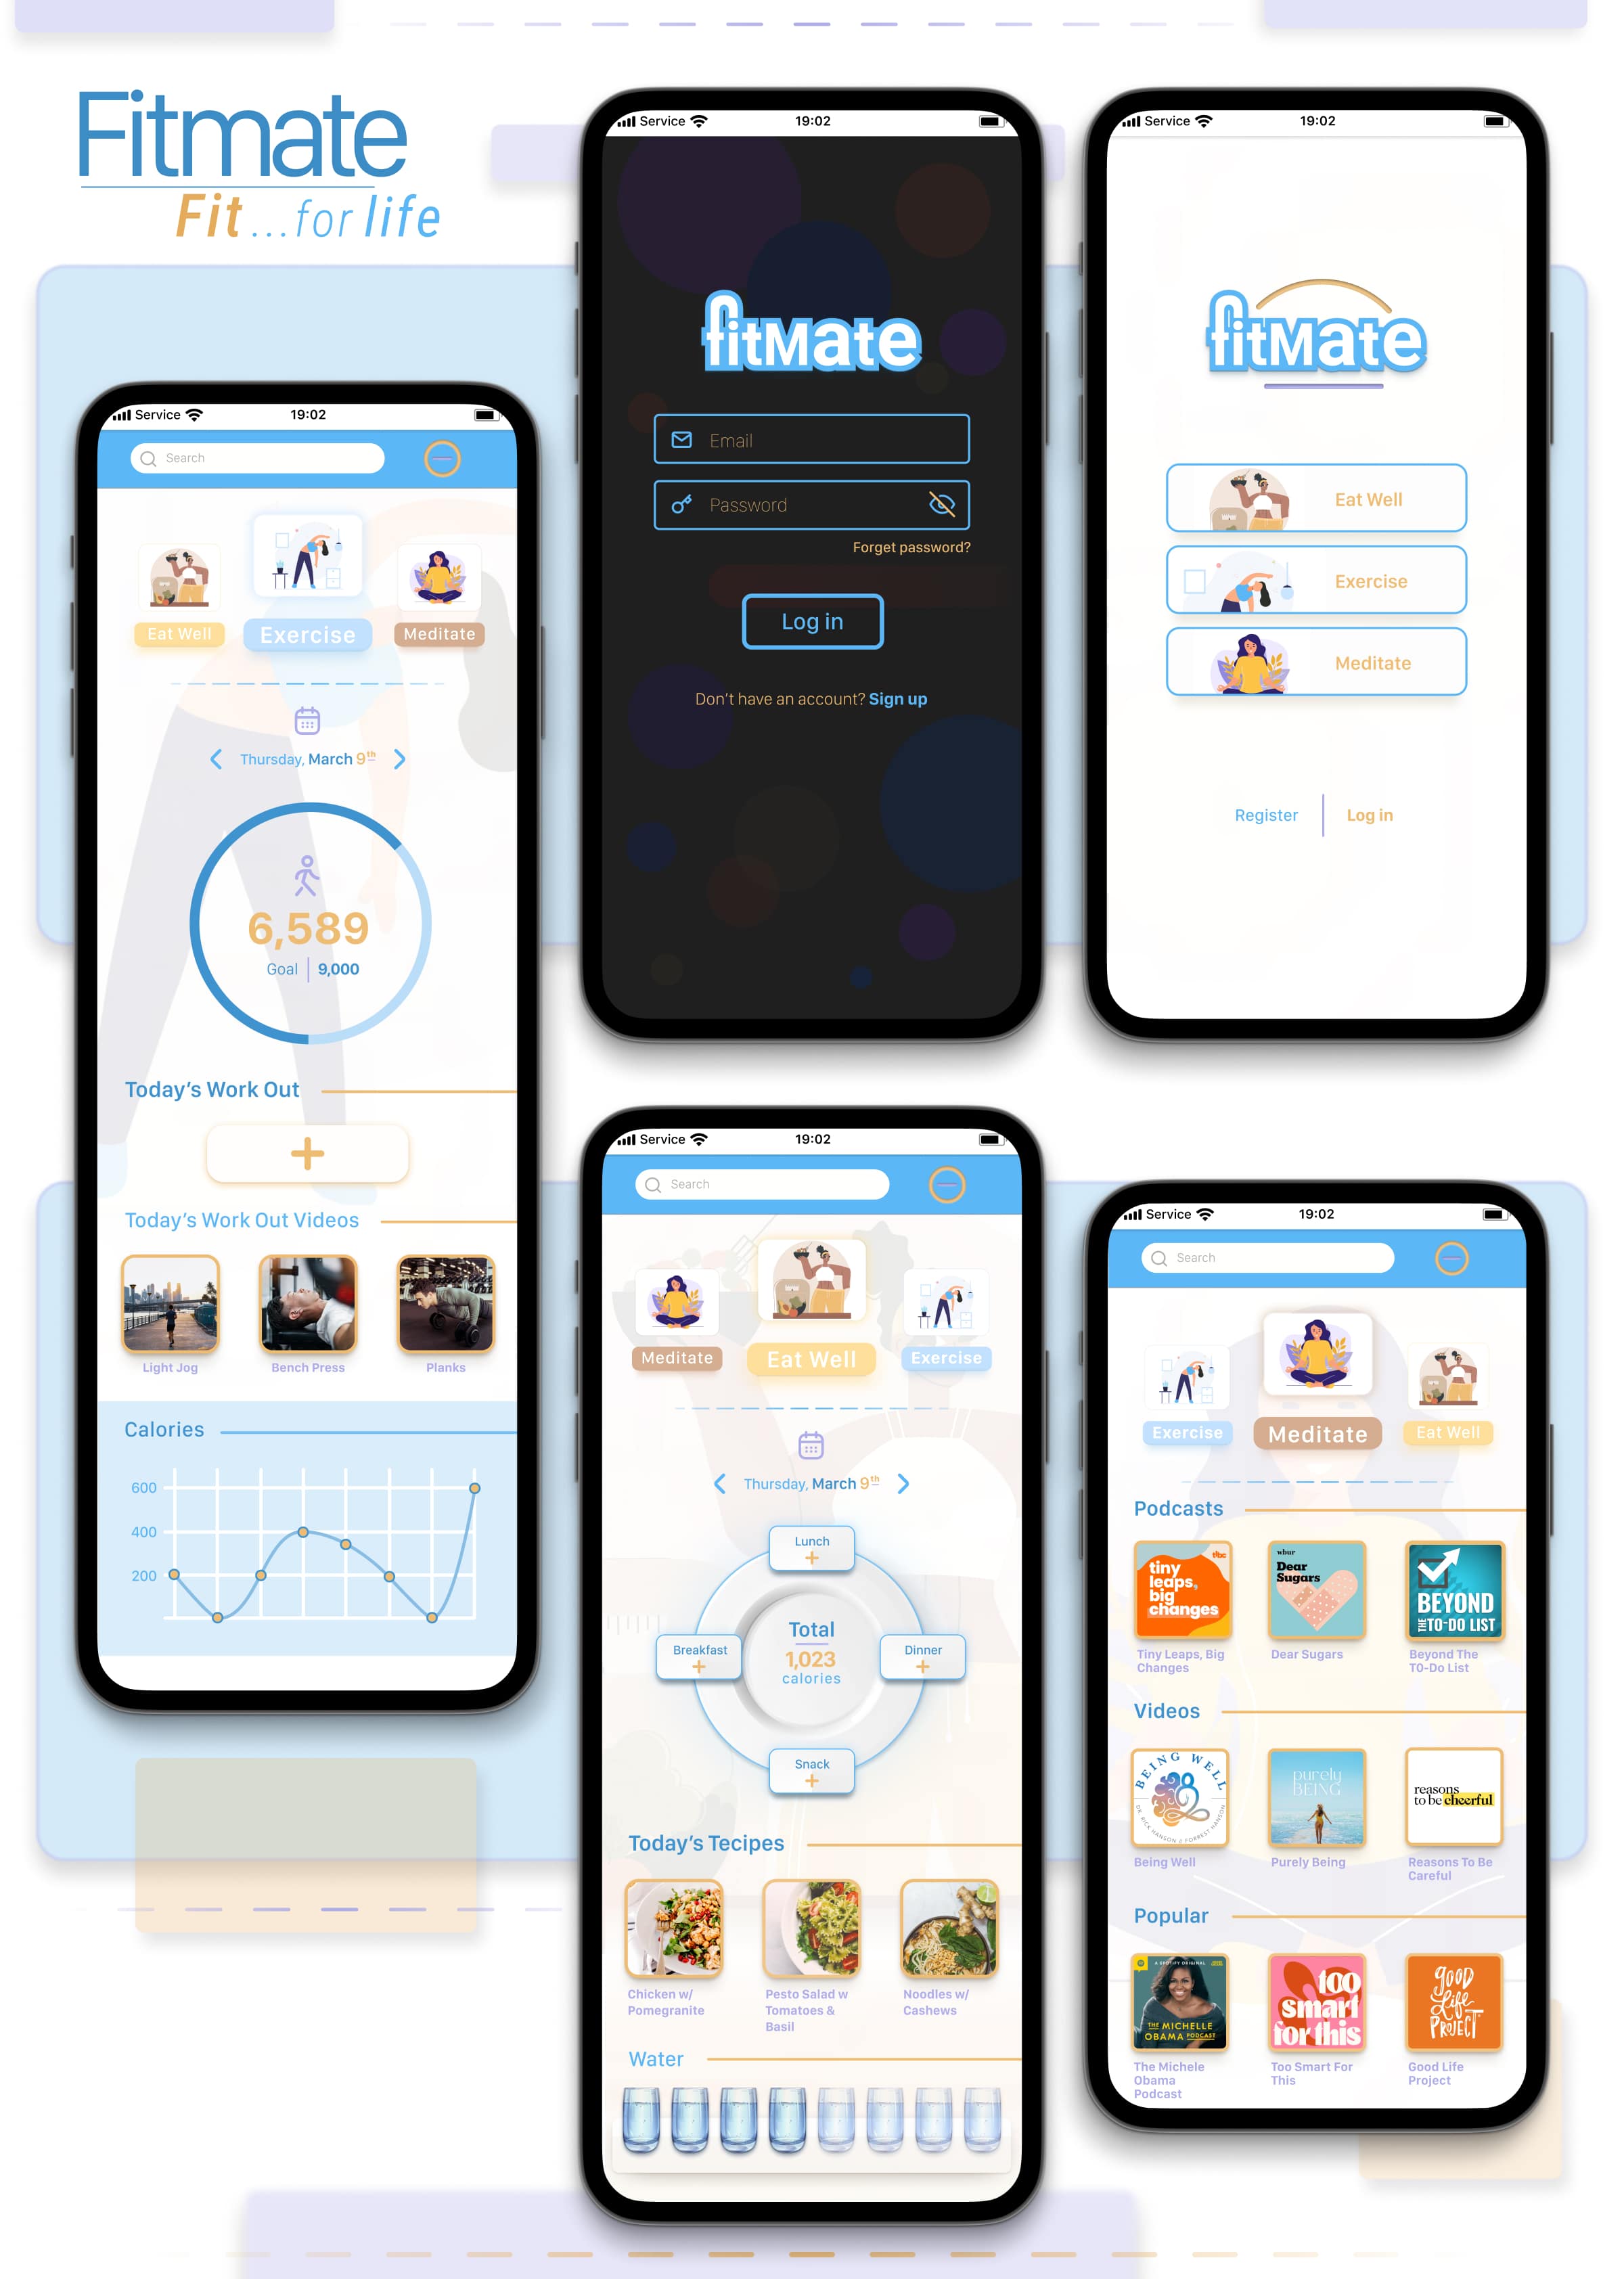 Fitmate
Fit...for life
Service 19:02
fitMate
Email
Password
Forget password?
Log in
Don't have an account? Sign up
Service 19:02
fitMate
Eat Well
Exercise
Meditate
Register Log in
Service 19:02
Search
Eat Well Exercise Meditate
Thursday, March 9th
6,589
Goal 9,000
Today's Work Out
+
Today's Work Out Videos
Light Jog Bench Press Planks
Calories
600
400
200
Service 19:02
Search
Meditate Eat Well Exercise
Thursday, March 9th
Lunch
+
Breakfast
+
Total
1,023
calories
Dinner
+
Snack
+
Today's Tecipes
Chicken w/
Pomegranite
Pesto Salad w
Tomatoes &
Basil
Noodles w/
Cashews
Water
Service 19:02
Search
Exercise Meditate Eat Well
Podcasts
tiny
leaps,
big
changes
wbur
Dear
Sugars
BEYOND
THE TO-DO LIST
Tiny Leaps, Big
Changes
Dear Sugars
Beyond The
TO-Do List
Videos
BEING WELL
DR. RICK HANSON & FORREST HANSON
purely
BEING
reasons
to be cheerful
Being Well
Purely Being
Reasons To Be
Careful
Popular
A SPOTIFY ORIGINAL
THE MICHELLE
OBAMA PODCAST
too
smart
for this
GOOD
LIFE
PROJECT
The Michele
Obama
Podcast
Too Smart For
This
Good Life
Project